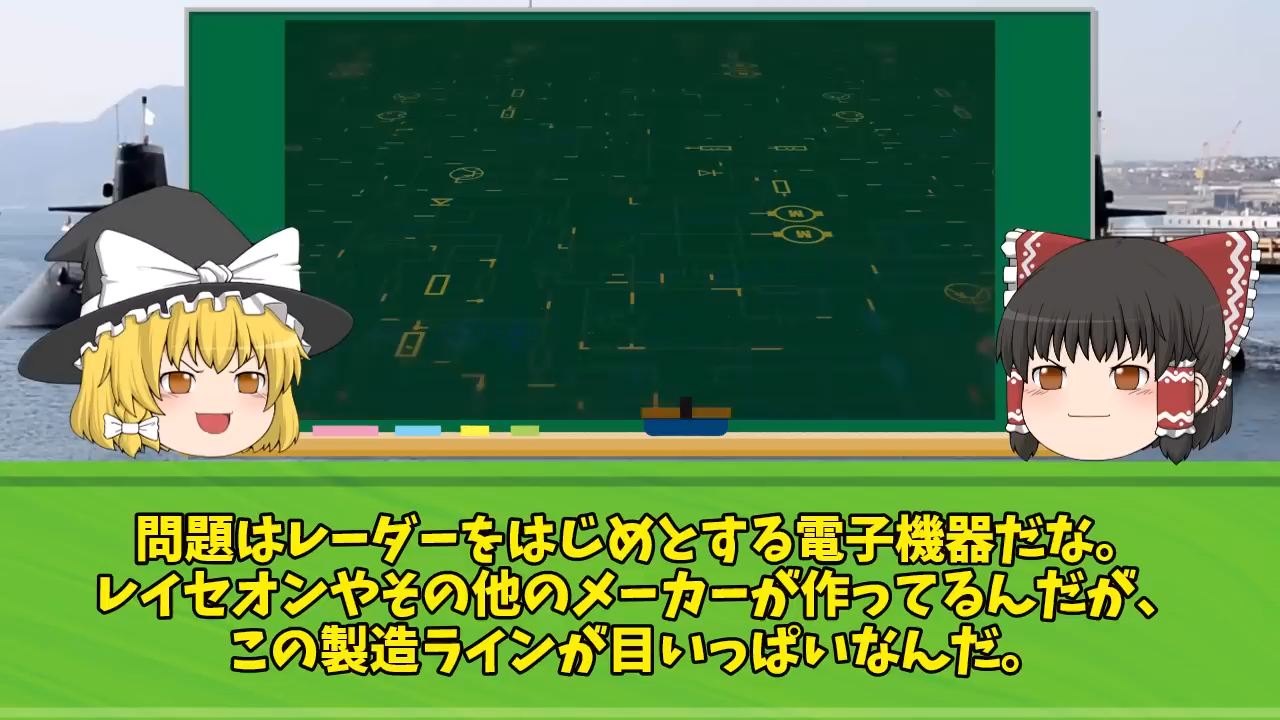 問題はレーダーをはじめとする電子機器だな。
レイセオンやその他のメーカーが作ってるんだが、
この製造ラインが目いっぱいなんだ。